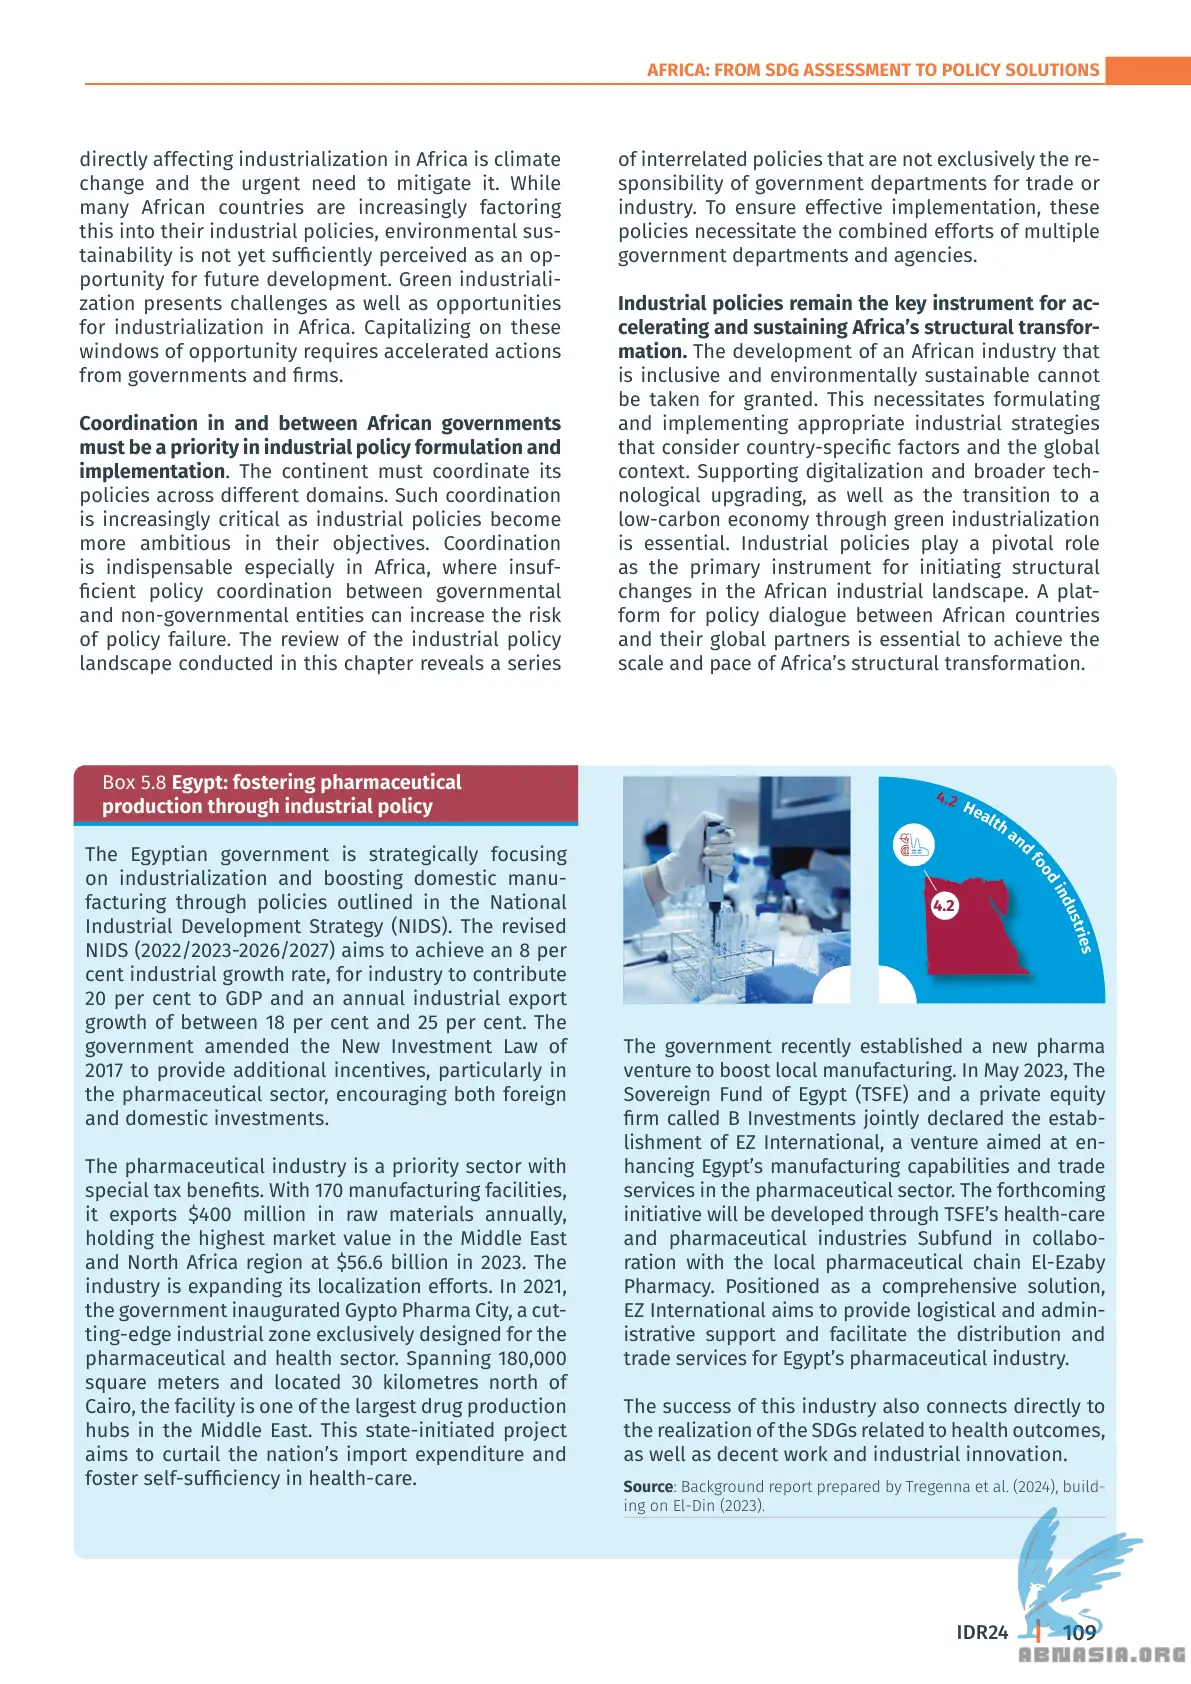 AFRICA: FROM SDG ASSESSMENT TO POLICY SOLUTIONS
directly affecting industrialization in Africa is climate
change and the urgent need to mitigate it. While
many African countries are increasingly factoring
this into their industrial policies, environmental sus-
tainability is not yet sufficiently perceived as an op-
portunity for future development. Green industriali-
zation presents challenges as well as opportunities
for industrialization in Africa. Capitalizing on these
windows of opportunity requires accelerated actions
from governments and firms.
Coordination in and between African governments
must be a priority in industrial policy formulation and
implementation. The continent must coordinate its
policies across different domains. Such coordination
is increasingly critical as industrial policies become
more ambitious in their objectives. Coordination
is indispensable especially in Africa, where insuf-
ficient policy coordination between governmental
and non-governmental entities can increase the risk
of policy failure. The review of the industrial policy
landscape conducted in this chapter reveals a series
of interrelated policies that are not exclusively the re-
sponsibility of government departments for trade or
industry. To ensure effective implementation, these
policies necessitate the combined efforts of multiple
government departments and agencies.
Industrial policies remain the key instrument for ac-
celerating and sustaining Africa's structural transfor-
mation. The development of an African industry that
is inclusive and environmentally sustainable cannot
be taken for granted. This necessitates formulating
and implementing appropriate industrial strategies
that consider country-specific factors and the global
context. Supporting digitalization and broader tech-
nological upgrading, as well as the transition to a
low-carbon economy through green industrialization
is essential. Industrial policies play a pivotal role
as the primary instrument for initiating structural
changes in the African industrial landscape. A plat-
form for policy dialogue between African countries
and their global partners is essential to achieve the
scale and pace of Africa's structural transformation.
Box 5.8 Egypt: fostering pharmaceutical
production through industrial policy
The Egyptian government is strategically focusing
on industrialization and boosting domestic manu-
facturing through policies outlined in the National
Industrial Development Strategy (NIDS). The revised
NIDS (2022/2023-2026/2027) aims to achieve an 8 per
cent industrial growth rate, for industry to contribute
20 per cent to GDP and an annual industrial export
growth of between 18 per cent and 25 per cent. The
government amended the New Investment Law of
2017 to provide additional incentives, particularly in
the pharmaceutical sector, encouraging both foreign
and domestic investments.
The pharmaceutical industry is a priority sector with
special tax benefits. With 170 manufacturing facilities,
it exports $400 million in raw materials annually,
holding the highest market value in the Middle East
and North Africa region at $56.6 billion in 2023. The
industry is expanding its localization efforts. In 2021,
the government inaugurated Gypto Pharma City, a cut-
ting-edge industrial zone exclusively designed for the
pharmaceutical and health sector. Spanning 180,000
square meters and located 30 kilometres north of
Cairo, the facility is one of the largest drug production
hubs in the Middle East. This state-initiated project
aims to curtail the nation's import expenditure and
foster self-sufficiency in health-care.
4.2 Health and food industries
4.2
The government recently established a new pharma
venture to boost local manufacturing. In May 2023, The
Sovereign Fund of Egypt (TSFE) and a private equity
firm called B Investments jointly declared the estab-
lishment of EZ International, a venture aimed at en-
hancing Egypt's manufacturing capabilities and trade
services in the pharmaceutical sector. The forthcoming
initiative will be developed through TSFE's health-care
and pharmaceutical industries Subfund in collabo-
ration with the local pharmaceutical chain El-Ezaby
Pharmacy. Positioned as a comprehensive solution,
EZ International aims to provide logistical and admin-
istrative support and facilitate the distribution and
trade services for Egypt's pharmaceutical industry.
The success of this industry also connects directly to
the realization of the SDGs related to health outcomes,
as well as decent work and industrial innovation.
Source: Background report prepared by Tregenna et al. (2024), build-
ing on El-Din (2023).
IDR24 | 109
ABNASIA.ORG